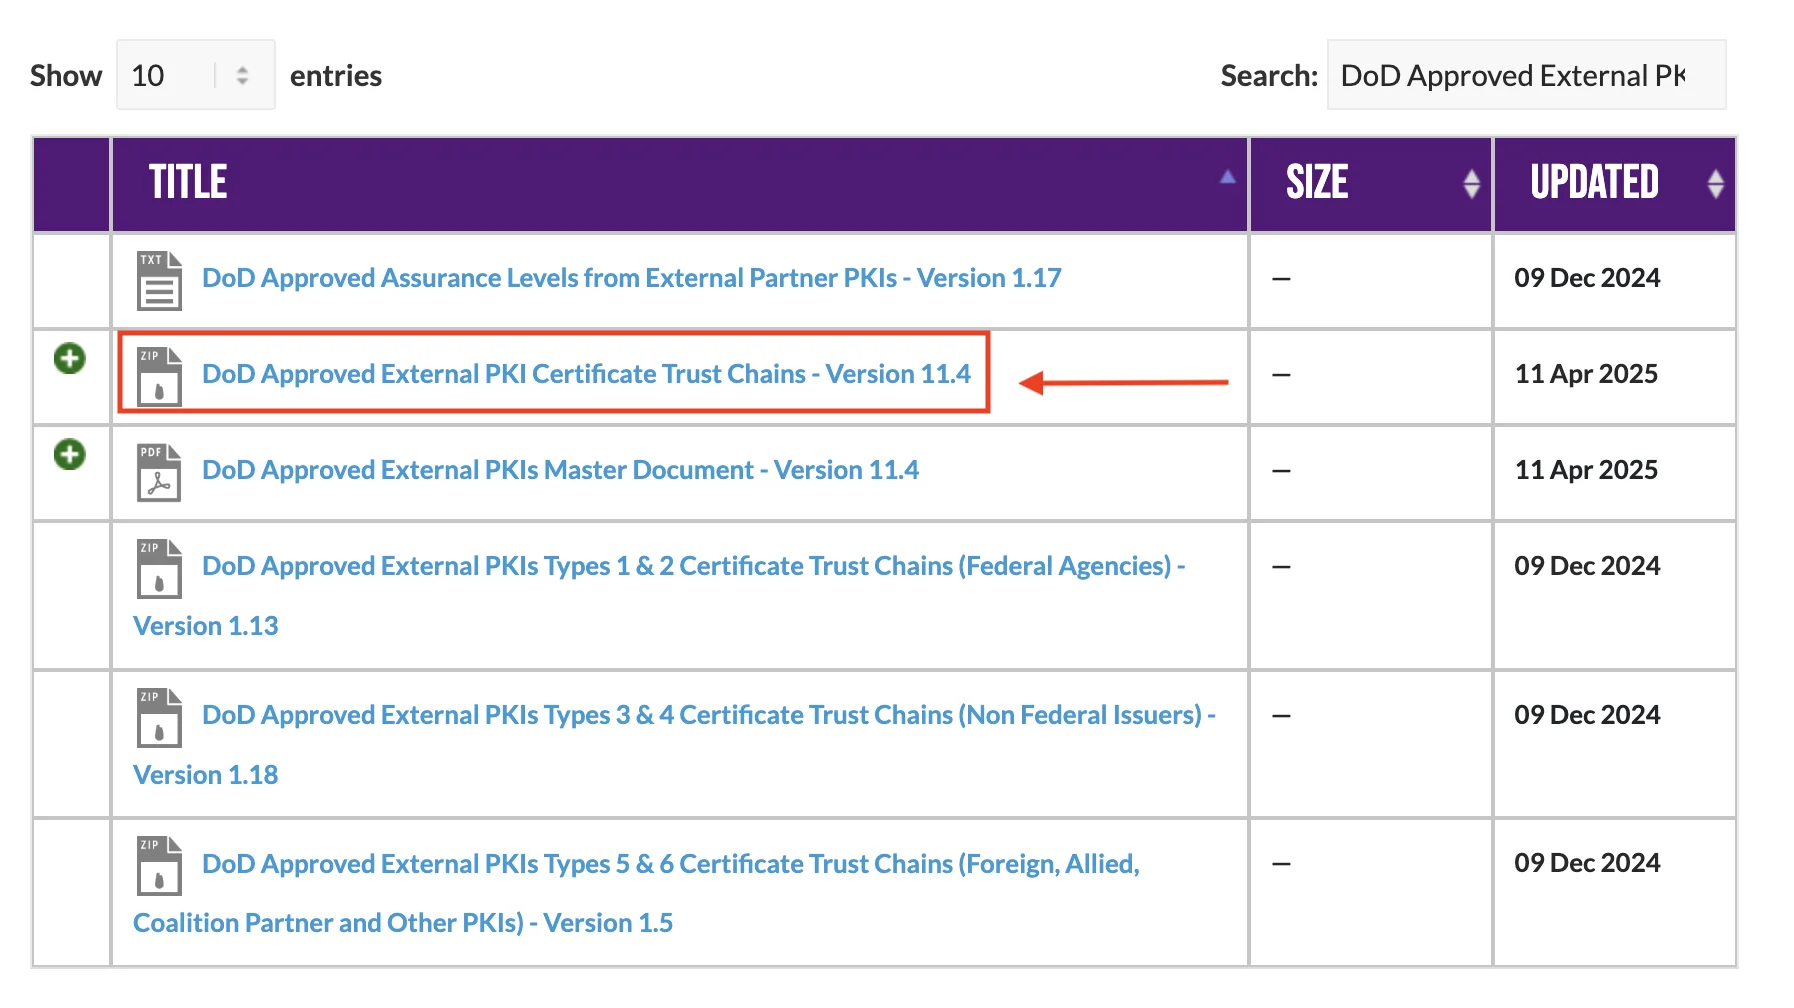 Show 10 entries Search: DoD Approved External PK
TITLE SIZE UPDATED
TXT DoD Approved Assurance Levels from External Partner PKIs - Version 1.17 — 09 Dec 2024
ZIP DoD Approved External PKI Certificate Trust Chains - Version 11.4 — 11 Apr 2025
PDF DoD Approved External PKIs Master Document - Version 11.4 — 11 Apr 2025
ZIP DoD Approved External PKIs Types 1 & 2 Certificate Trust Chains (Federal Agencies) - — 09 Dec 2024
Version 1.13
ZIP DoD Approved External PKIs Types 3 & 4 Certificate Trust Chains (Non Federal Issuers) - — 09 Dec 2024
Version 1.18
ZIP DoD Approved External PKIs Types 5 & 6 Certificate Trust Chains (Foreign, Allied, — 09 Dec 2024
Coalition Partner and Other PKIs) - Version 1.5